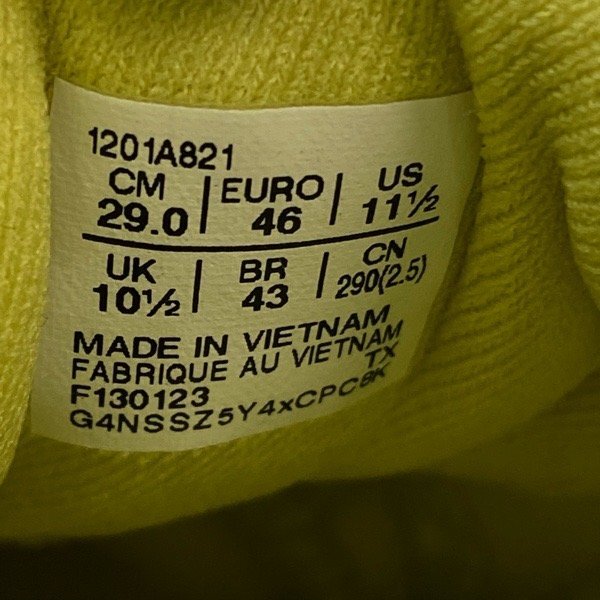 1201A821
CM | EURO | US
29.0 | 46 | 11½
UK | BR | CN
10½ | 43 | 290(2.5)
MADE IN VIETNAM
FABRIQUE AU VIETNAM
F130123 TX
G4NSSZ5Y4xCPC8K